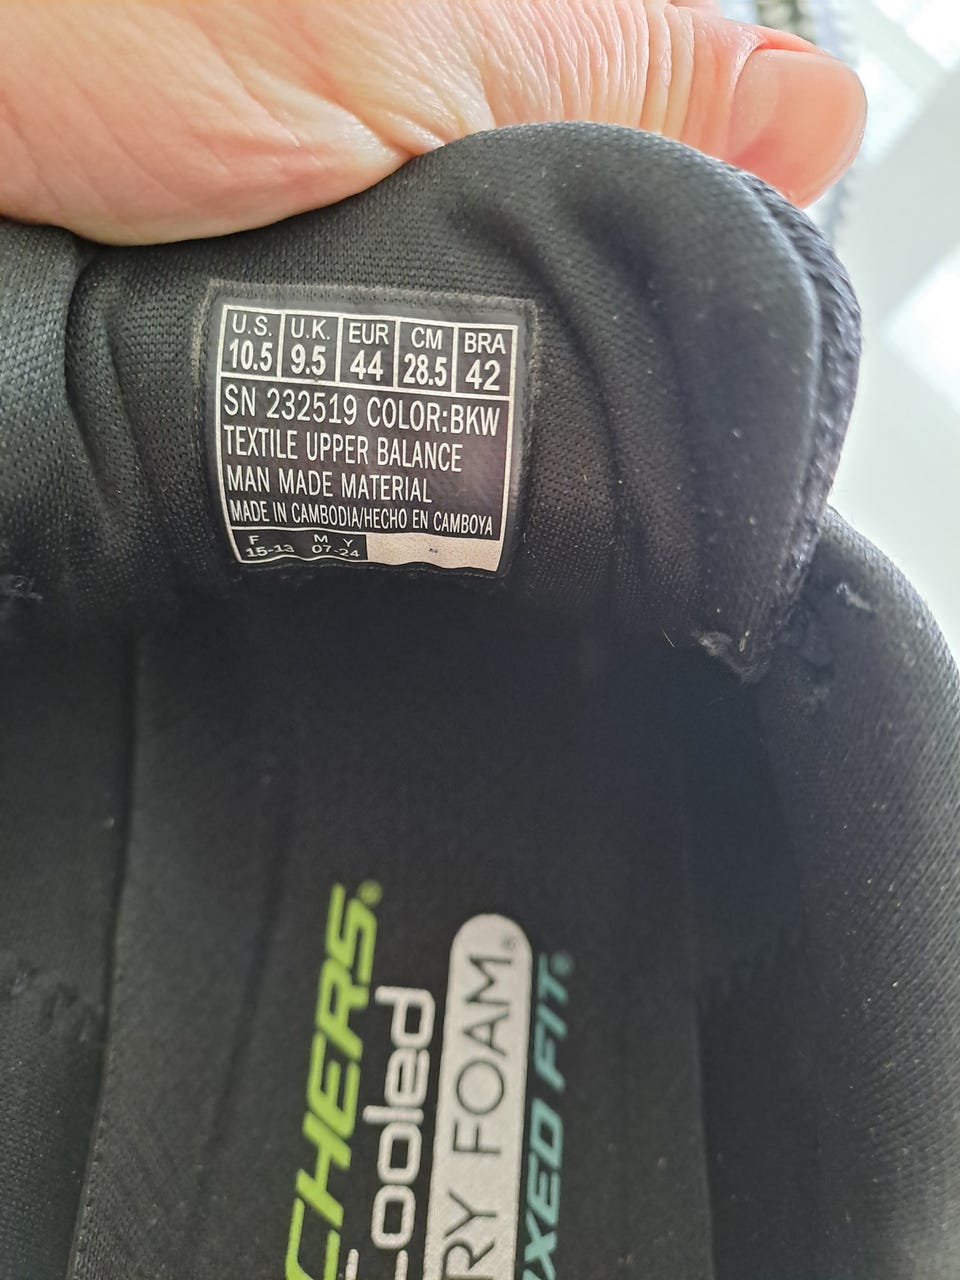 U.S. U.K. EUR CM BRA
10.5 9.5 44 28.5 42
SN 232519 COLOR:BKW
TEXTILE UPPER BALANCE
MAN MADE MATERIAL
MADE IN CAMBODIA/HECHO EN CAMBOYA
F M Y
15-13 07-24
CHERS®
Cooled
RY FOAM®
XED FIT®